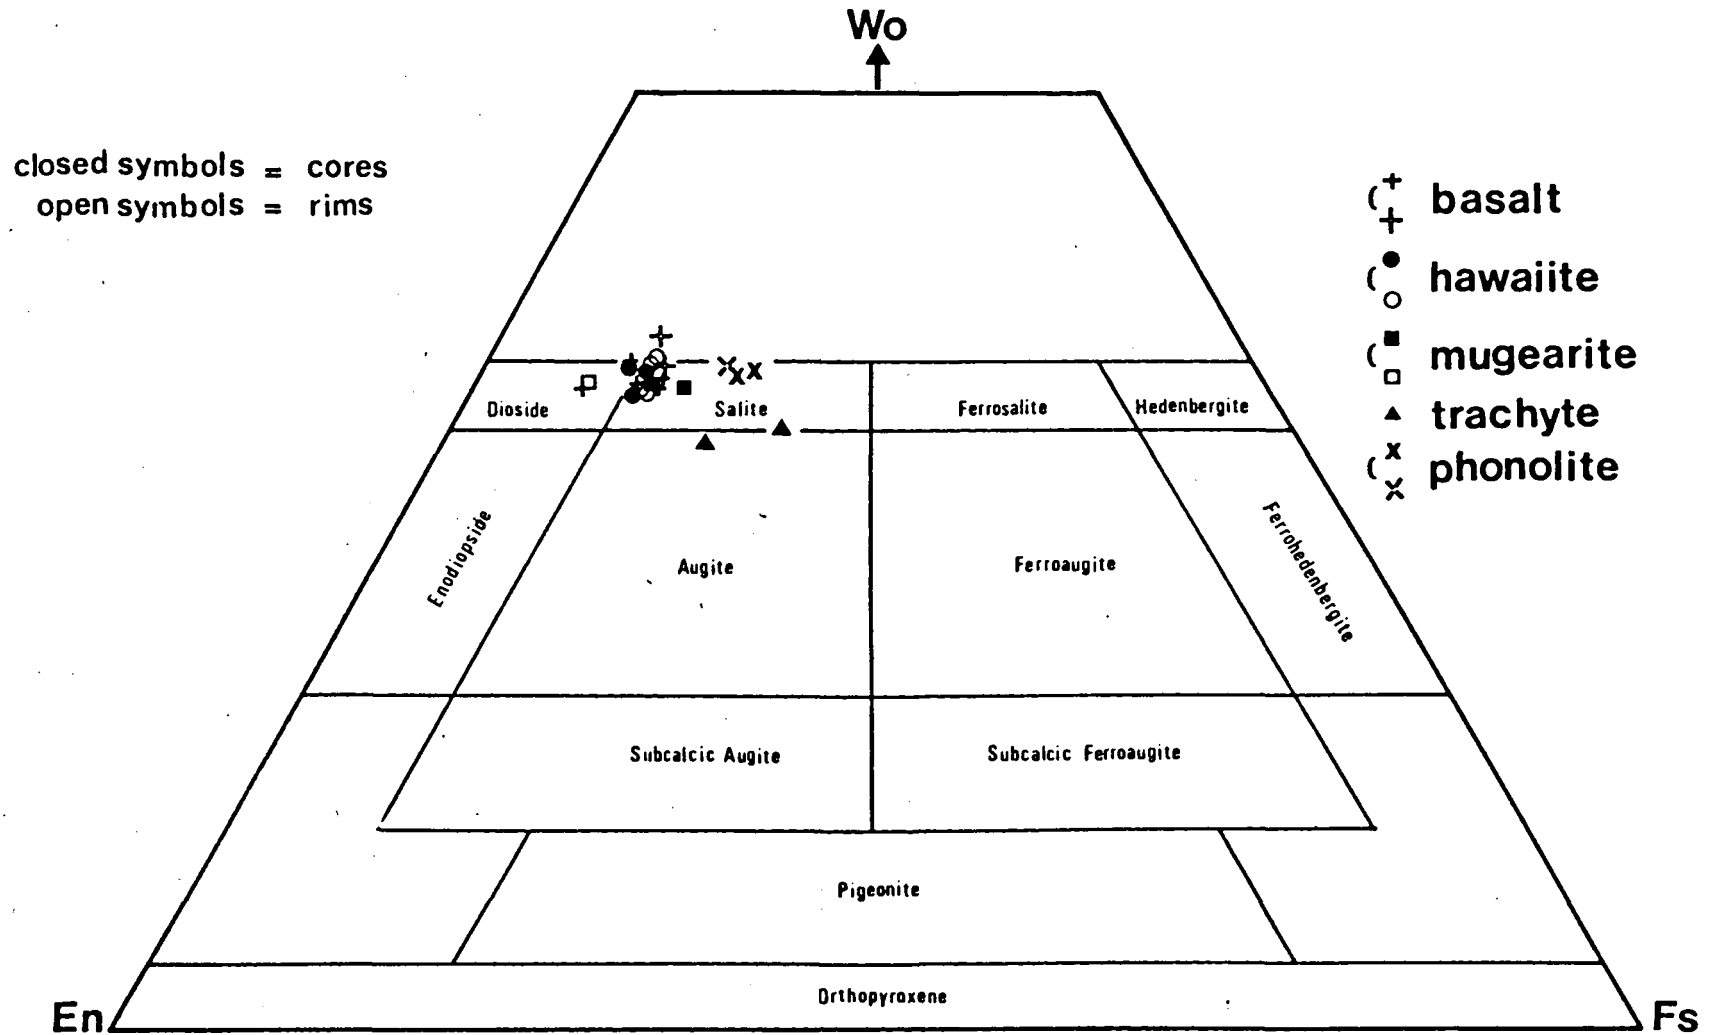 Wo
closed symbols = cores
open symbols = rims
basalt
hawaiite
mugearite
trachyte
phonolite
Dioside
Salite
Ferrosalite
Hedenbergite
Enodiopside
Augite
Ferroaugite
Ferrohedenbergite
Subcalcic Augite
Subcalcic Ferroaugite
Pigeonite
Orthopyroxene
En
Fs